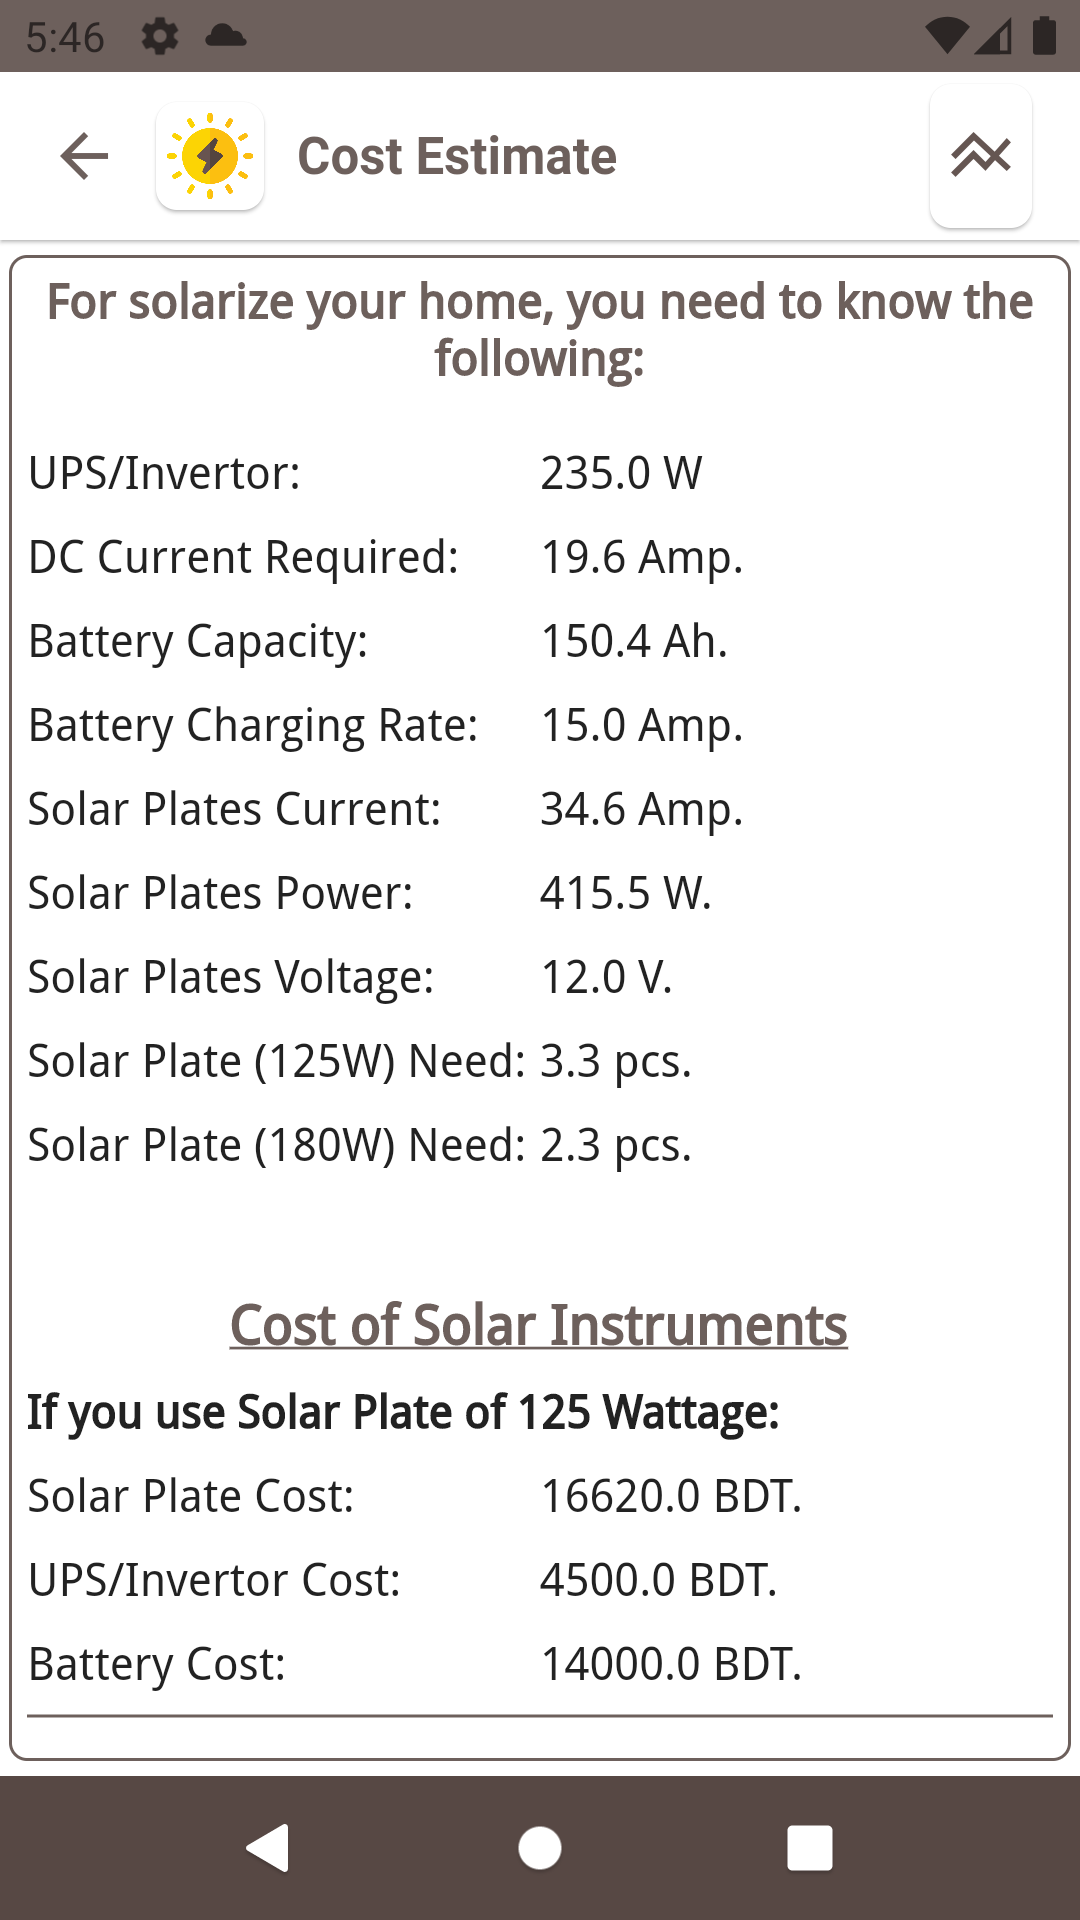 5:46
Cost Estimate
For solarize your home, you need to know the
following:
UPS/Invertor: 235.0 W
DC Current Required: 19.6 Amp.
Battery Capacity: 150.4 Ah.
Battery Charging Rate: 15.0 Amp.
Solar Plates Current: 34.6 Amp.
Solar Plates Power: 415.5 W.
Solar Plates Voltage: 12.0 V.
Solar Plate (125W) Need: 3.3 pcs.
Solar Plate (180W) Need: 2.3 pcs.
Cost of Solar Instruments
If you use Solar Plate of 125 Wattage:
Solar Plate Cost: 16620.0 BDT.
UPS/Invertor Cost: 4500.0 BDT.
Battery Cost: 14000.0 BDT.